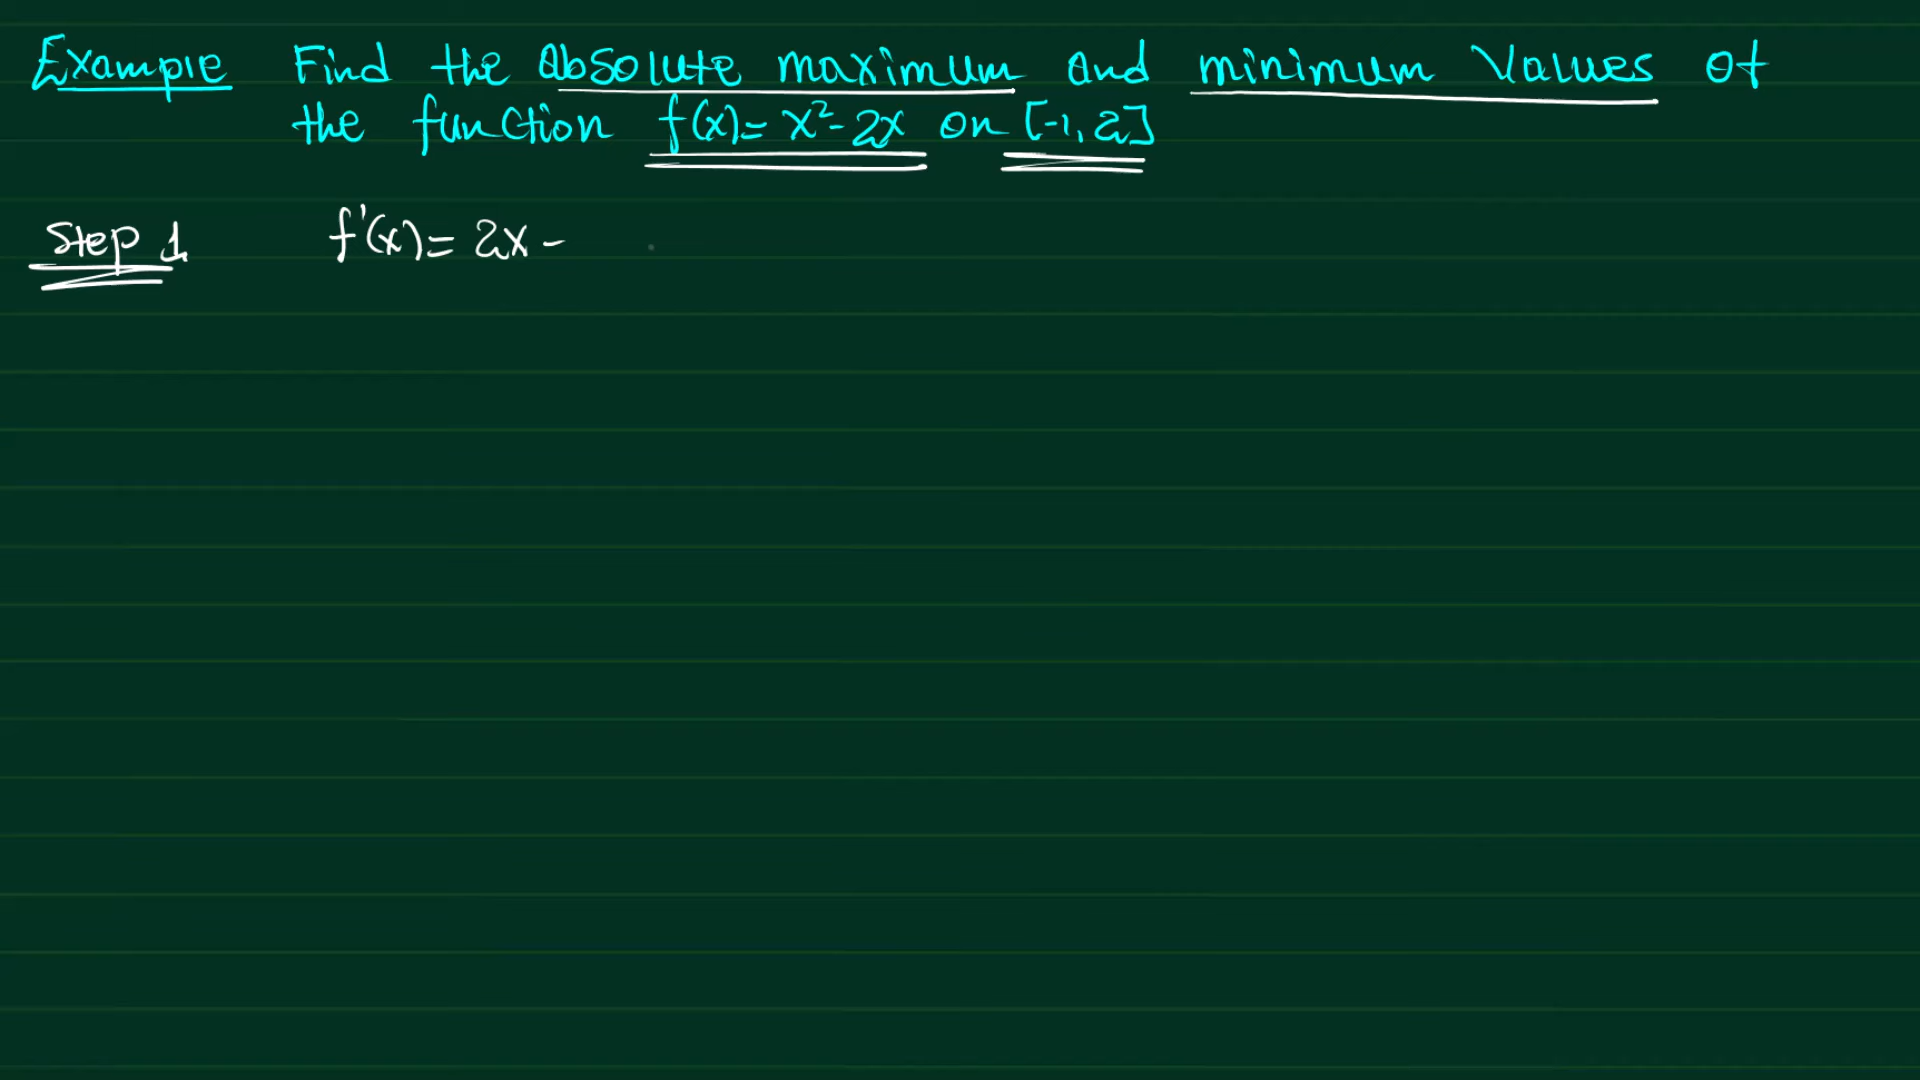 Example Find the absolute maximum and minimum values of
the function f(x)= x²- 2x on [-1, 2]
Step 1 f'(x)= 2x -